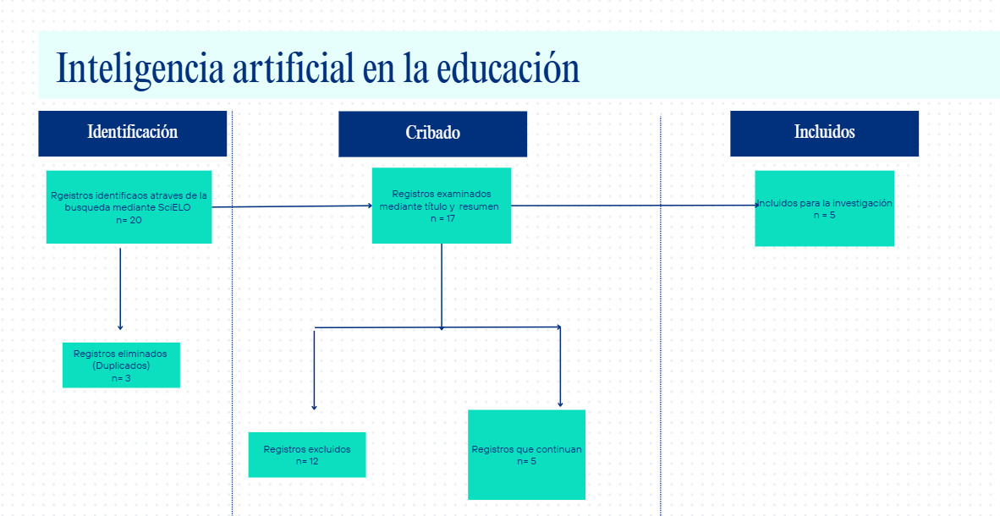 Inteligencia artificial en la educación
Identificación
Cribado
Incluidos
Rgeistros identificaos atraves de la
busqueda mediante SciELO
n= 20
Registros examinados
mediante título y resumen
n = 17
Incluidos para la investigación
n = 5
Registros eliminados
(Duplicados)
n= 3
Registros excluidos
n= 12
Registros que continuan
n= 5